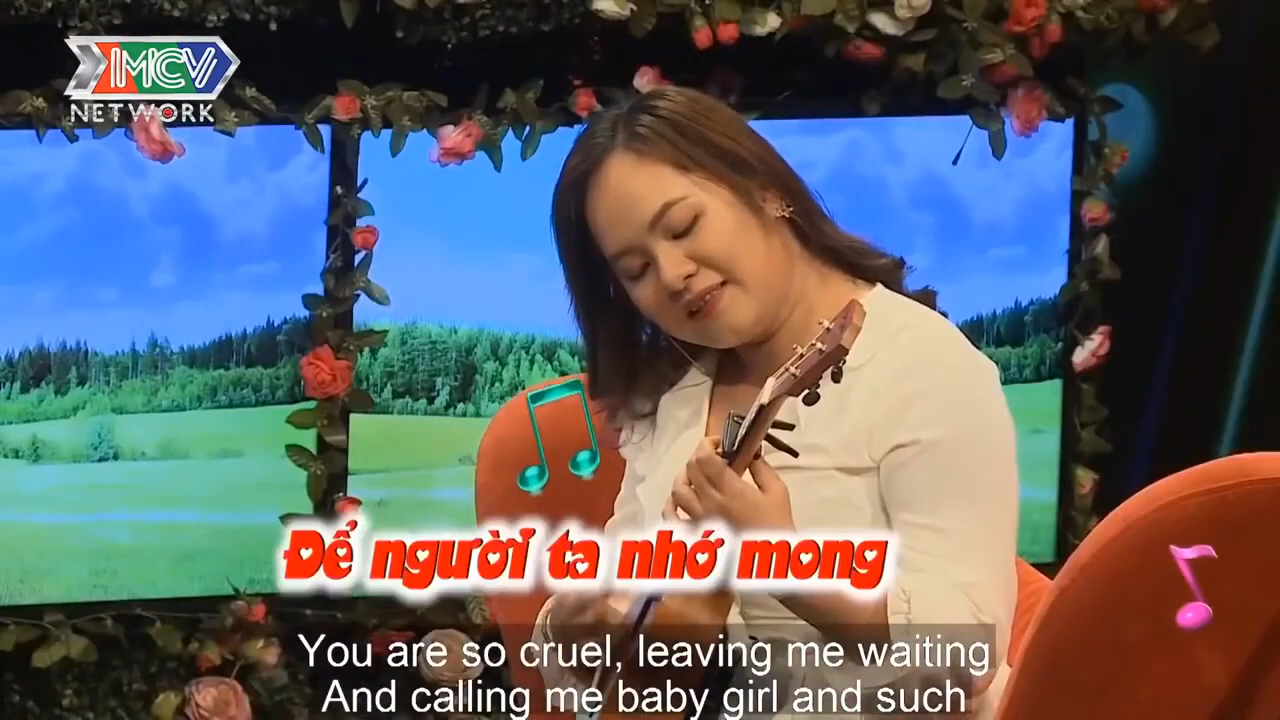 MCV
NETWORK
Để người ta nhớ mong
You are so cruel, leaving me waiting
And calling me baby girl and such